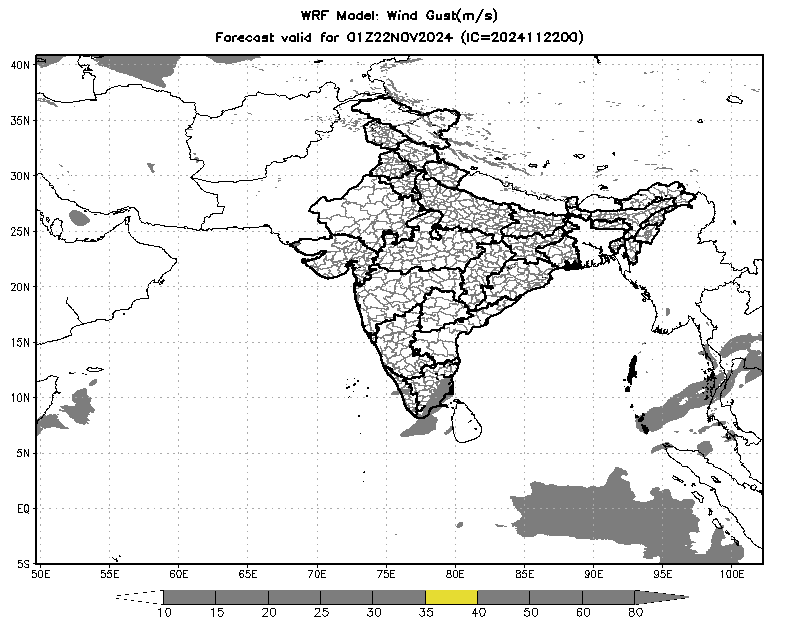 WRF Model: Wind Gust(m/s)
Forecast valid for 01Z22NOV2024 (IC=2024112200)
40N
35N
30N
25N
20N
15N
10N
5N
EQ
5S
50E 55E 60E 65E 70E 75E 80E 85E 90E 95E 100E
10 15 20 25 30 35 40 50 60 80